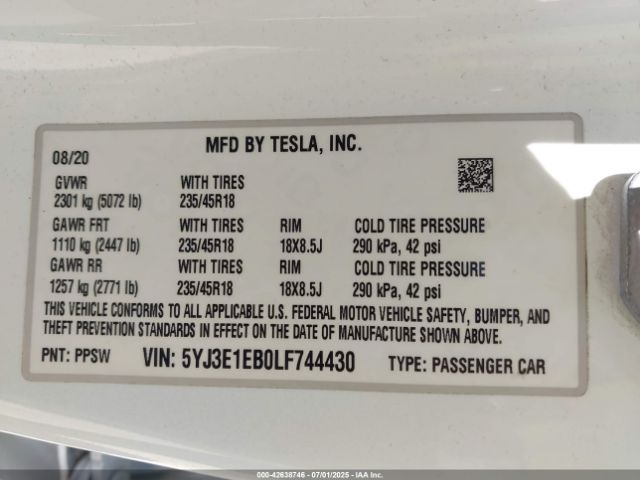 MFD BY TESLA, INC.
08/20
GVWR WITH TIRES
2301 kg (5072 lb) 235/45R18
GAWR FRT WITH TIRES RIM COLD TIRE PRESSURE
1110 kg (2447 lb) 235/45R18 18X8.5J 290 kPa, 42 psi
GAWR RR WITH TIRES RIM COLD TIRE PRESSURE
1257 kg (2771 lb) 235/45R18 18X8.5J 290 kPa, 42 psi
THIS VEHICLE CONFORMS TO ALL APPLICABLE U.S. FEDERAL MOTOR VEHICLE SAFETY, BUMPER, AND
THEFT PREVENTION STANDARDS IN EFFECT ON THE DATE OF MANUFACTURE SHOWN ABOVE.
PNT: PPSW VIN: 5YJ3E1EB0LF744430 TYPE: PASSENGER CAR
000-42638746 - 07/01/2025 - IAA Inc.